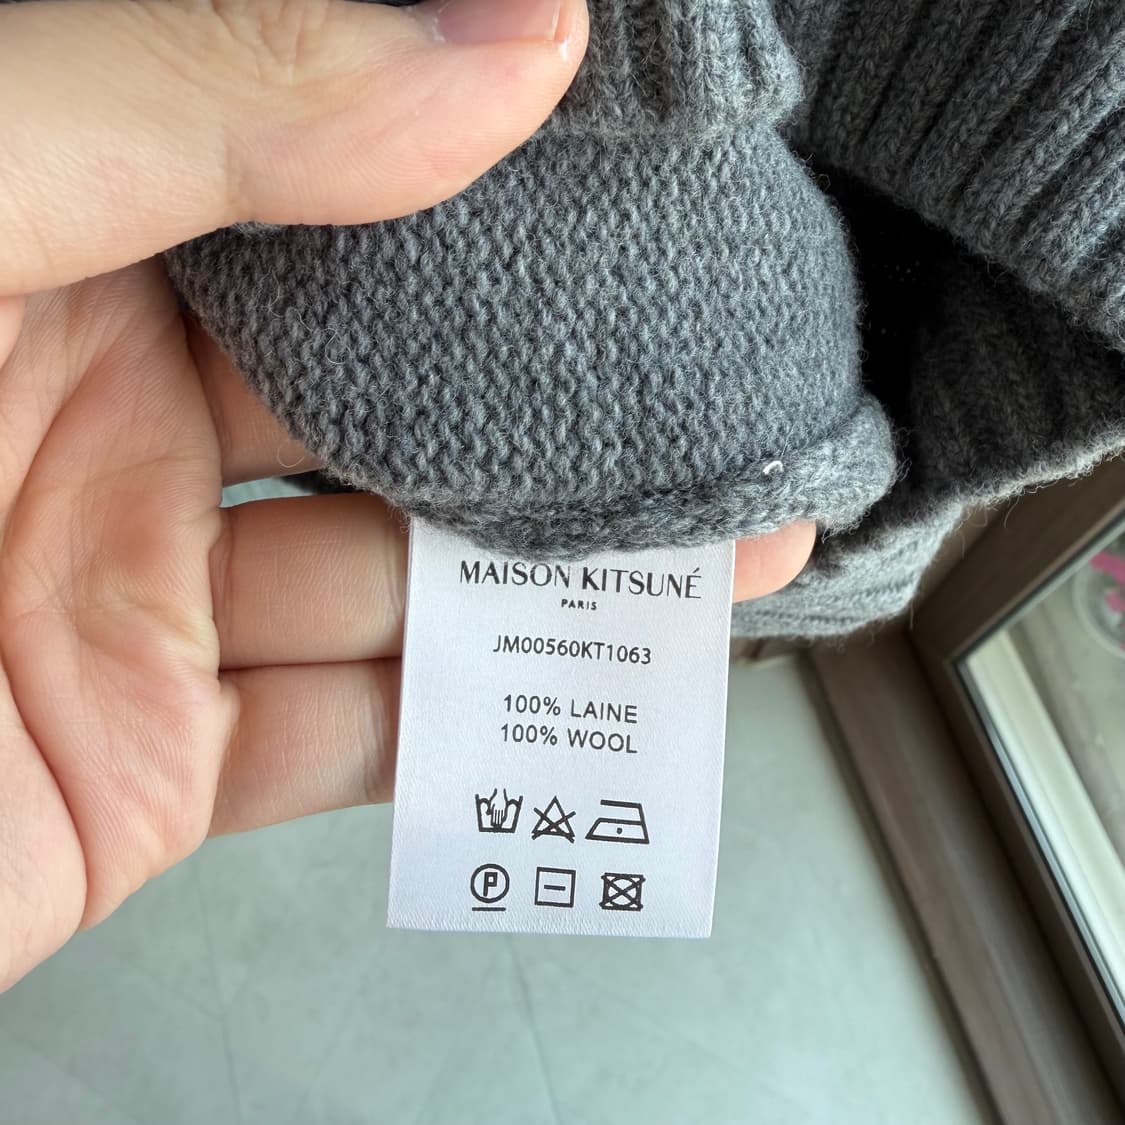 MAISON KITSUNÉ
PARIS
JM00560KT1063
100% LAINE
100% WOOL
P